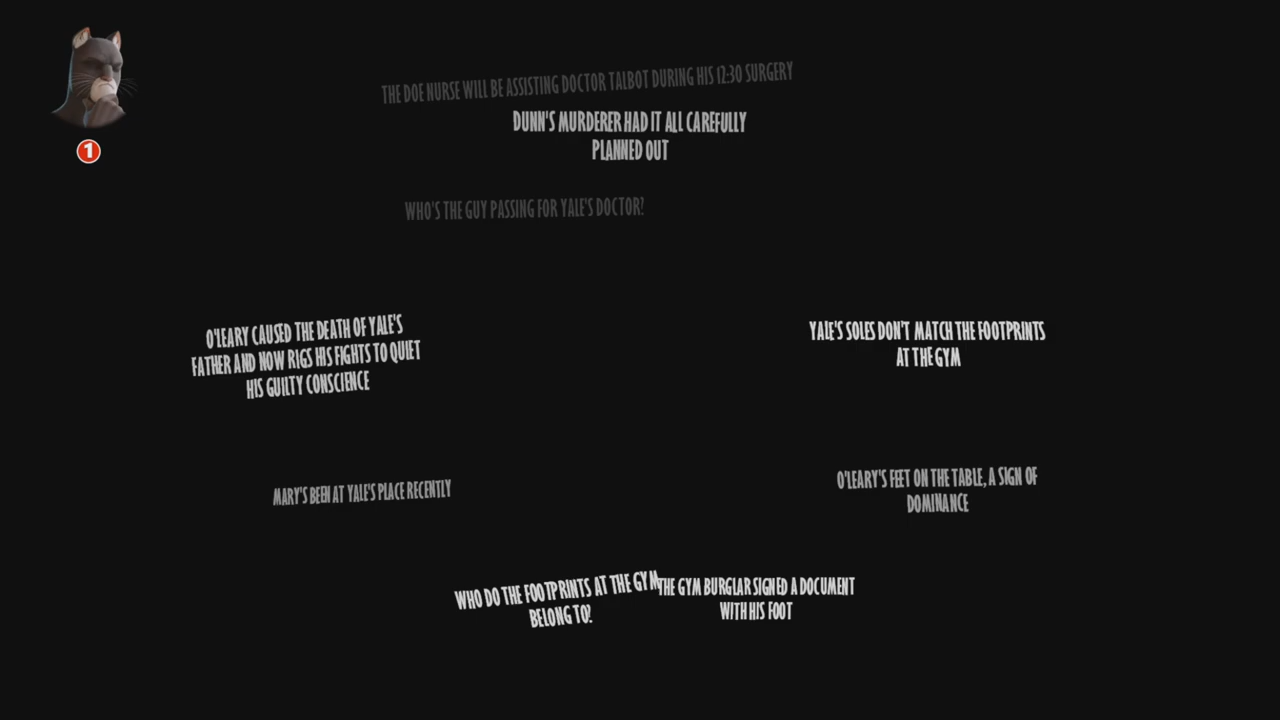 THE DOE NURSE WILL BE ASSISTING DOCTOR TALBOT DURING HIS 12:30 SURGERY
DUNN'S MURDERER HAD IT ALL CAREFULLY
PLANNED OUT
1
WHO'S THE GUY PASSING FOR YALE'S DOCTOR?
O'LEARY CAUSED THE DEATH OF YALE'S
FATHER AND NOW RIGS HIS FIGHTS TO QUIET
HIS GUILTY CONSCIENCE
YALE'S SOLES DON'T MATCH THE FOOTPRINTS
AT THE GYM
MARY'S BEEN AT YALE'S PLACE RECENTLY
O'LEARY'S FEET ON THE TABLE, A SIGN OF
DOMINANCE
WHO DO THE FOOTPRINTS AT THE GYM
BELONG TO?
THE GYM BURGLAR SIGNED A DOCUMENT
WITH HIS FOOT